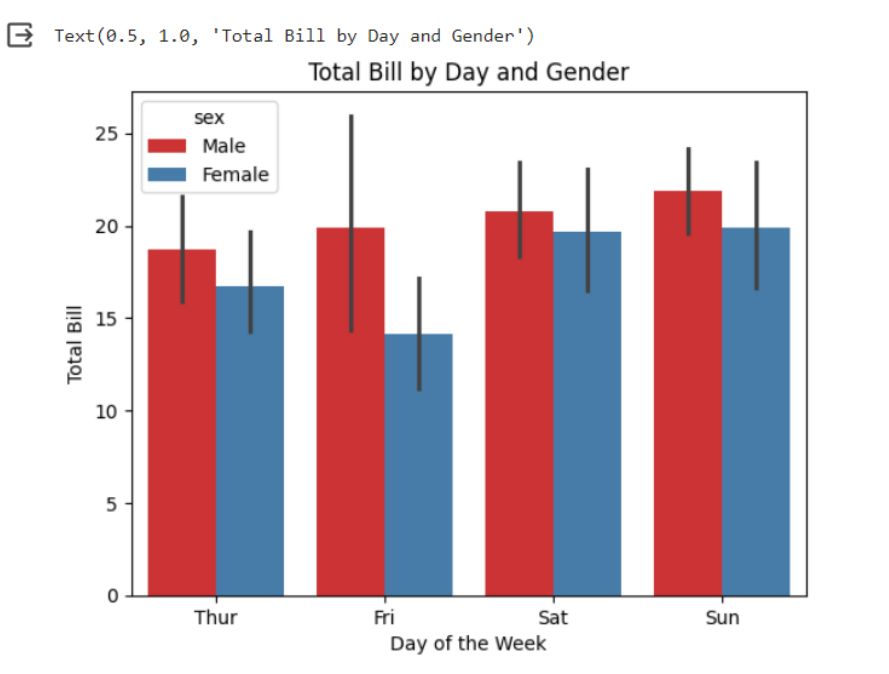 Text(0.5, 1.0, 'Total Bill by Day and Gender')
Total Bill by Day and Gender
sex
Male
Female
25
20
15
10
5
0
Total Bill
Thur Fri Sat Sun
Day of the Week